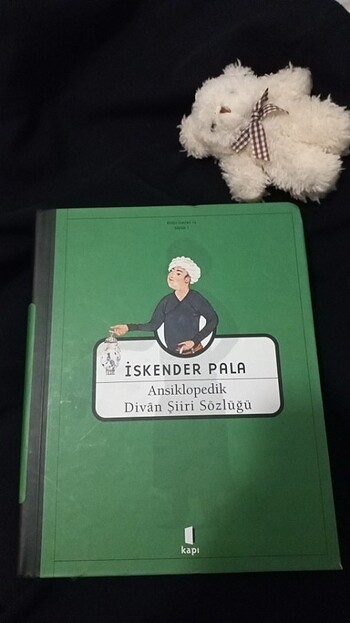 İSKENDER PALA
Ansiklopedik
Divân Şiiri Sözlüğü
kapı